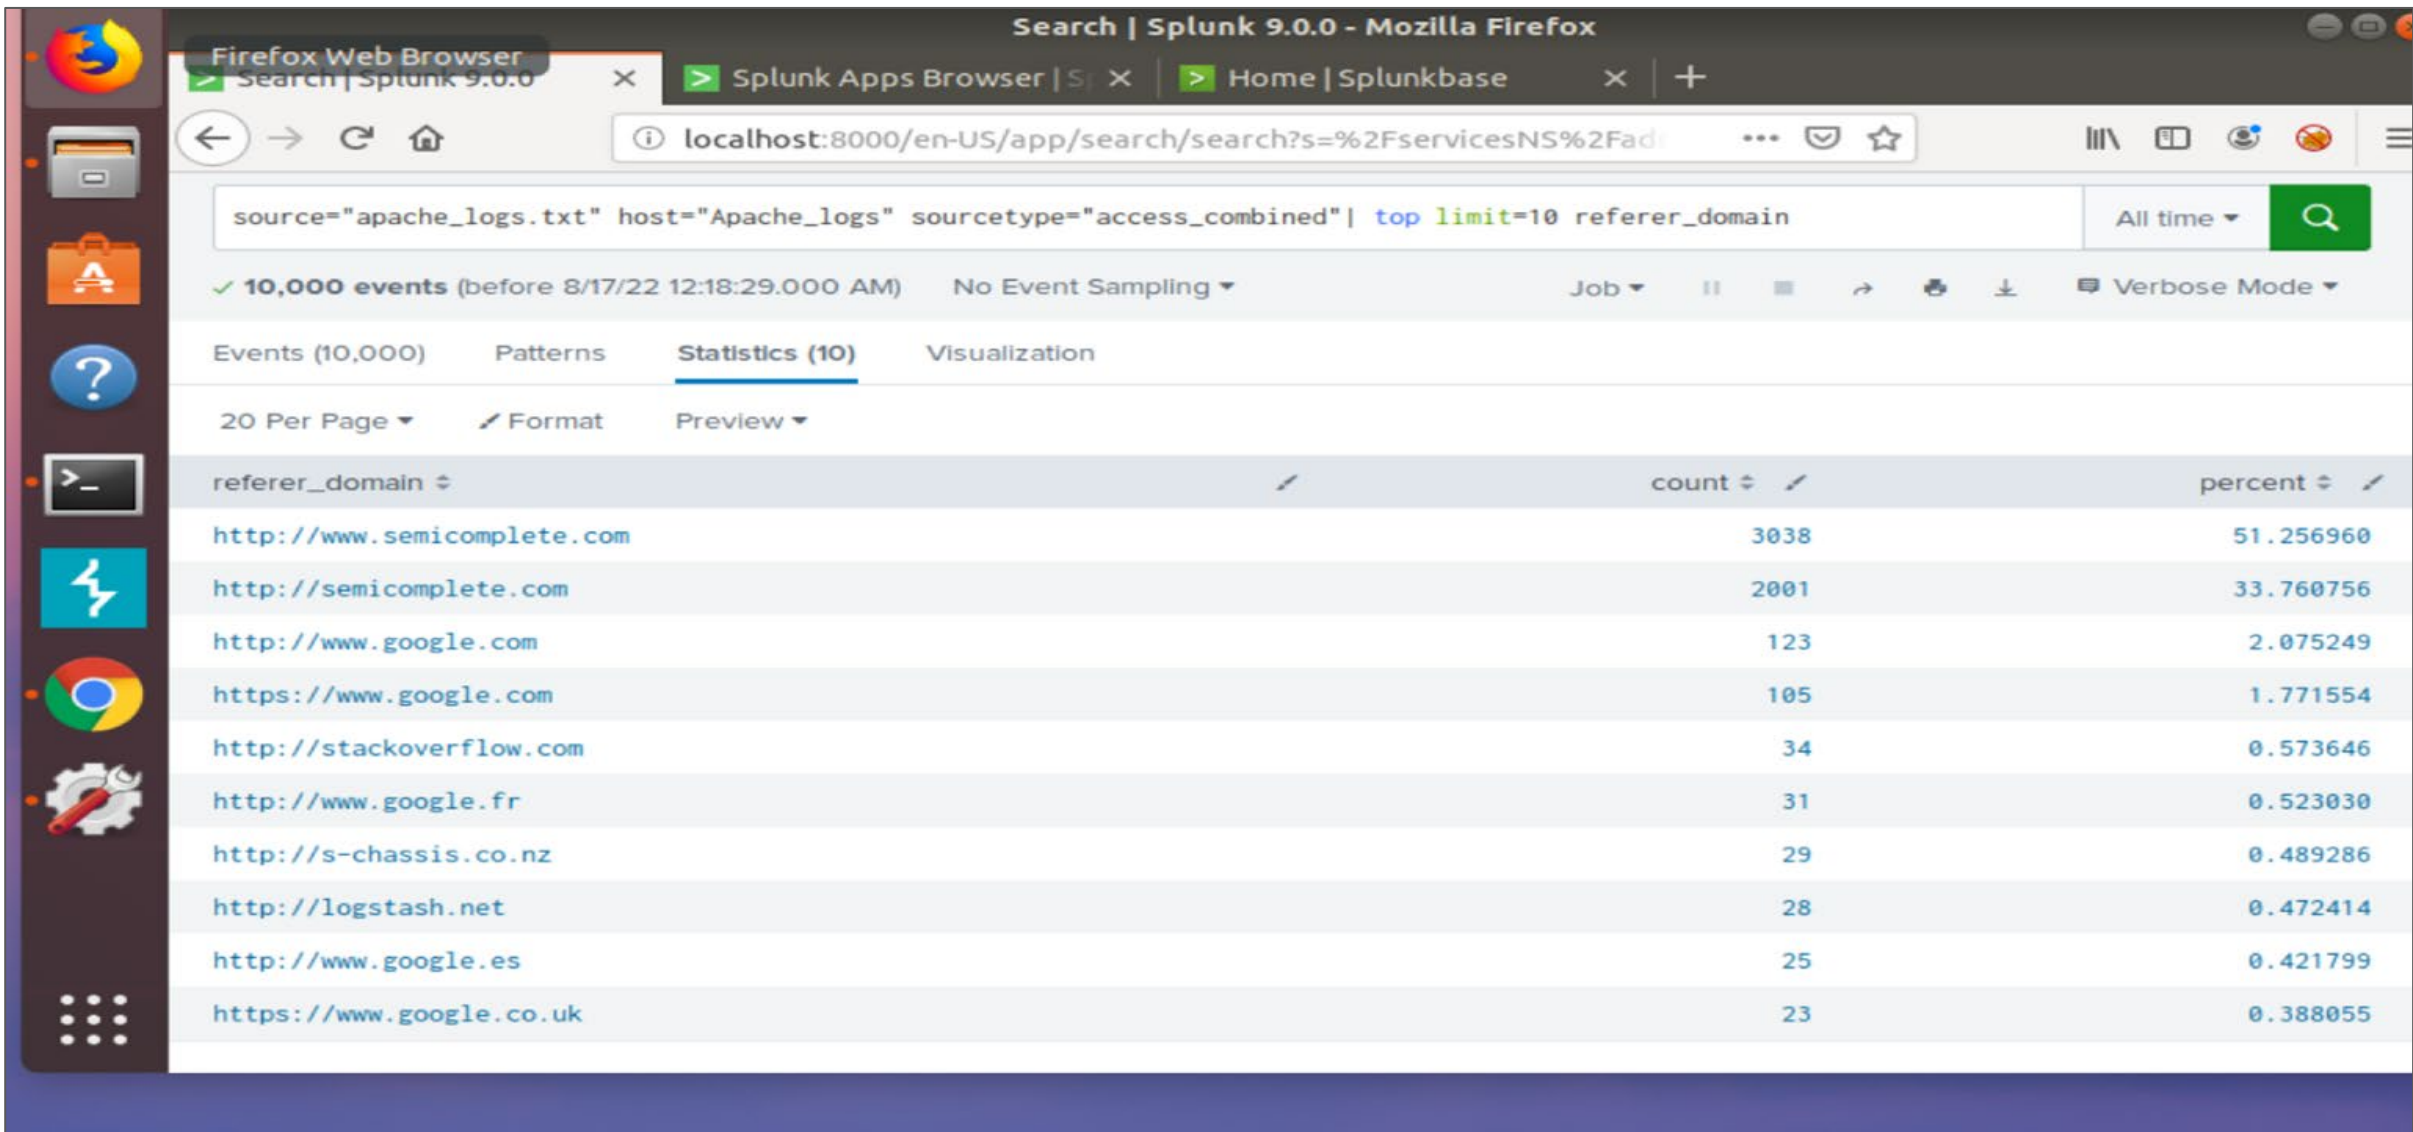 Search | Splunk 9.0.0 - Mozilla Firefox
Firefox Web Browser
Search | Splunk 9.0.0
Splunk Apps Browser | S
Home | Splunkbase
localhost:8000/en-US/app/search/search?s=%2FservicesNS%2Fad
source="apache_logs.txt" host="Apache_logs" sourcetype="access_combined"| top limit=10 referer_domain
All time
10,000 events (before 8/17/22 12:18:29.000 AM) No Event Sampling
Job Verbose Mode
Events (10,000) Patterns Statistics (10) Visualization
20 Per Page Format Preview
referer_domain count percent
http://www.semicomplete.com 3038 51.256960
http://semicomplete.com 2001 33.760756
http://www.google.com 123 2.075249
https://www.google.com 105 1.771554
http://stackoverflow.com 34 0.573646
http://www.google.fr 31 0.523030
http://s-chassis.co.nz 29 0.489286
http://logstash.net 28 0.472414
http://www.google.es 25 0.421799
https://www.google.co.uk 23 0.388055